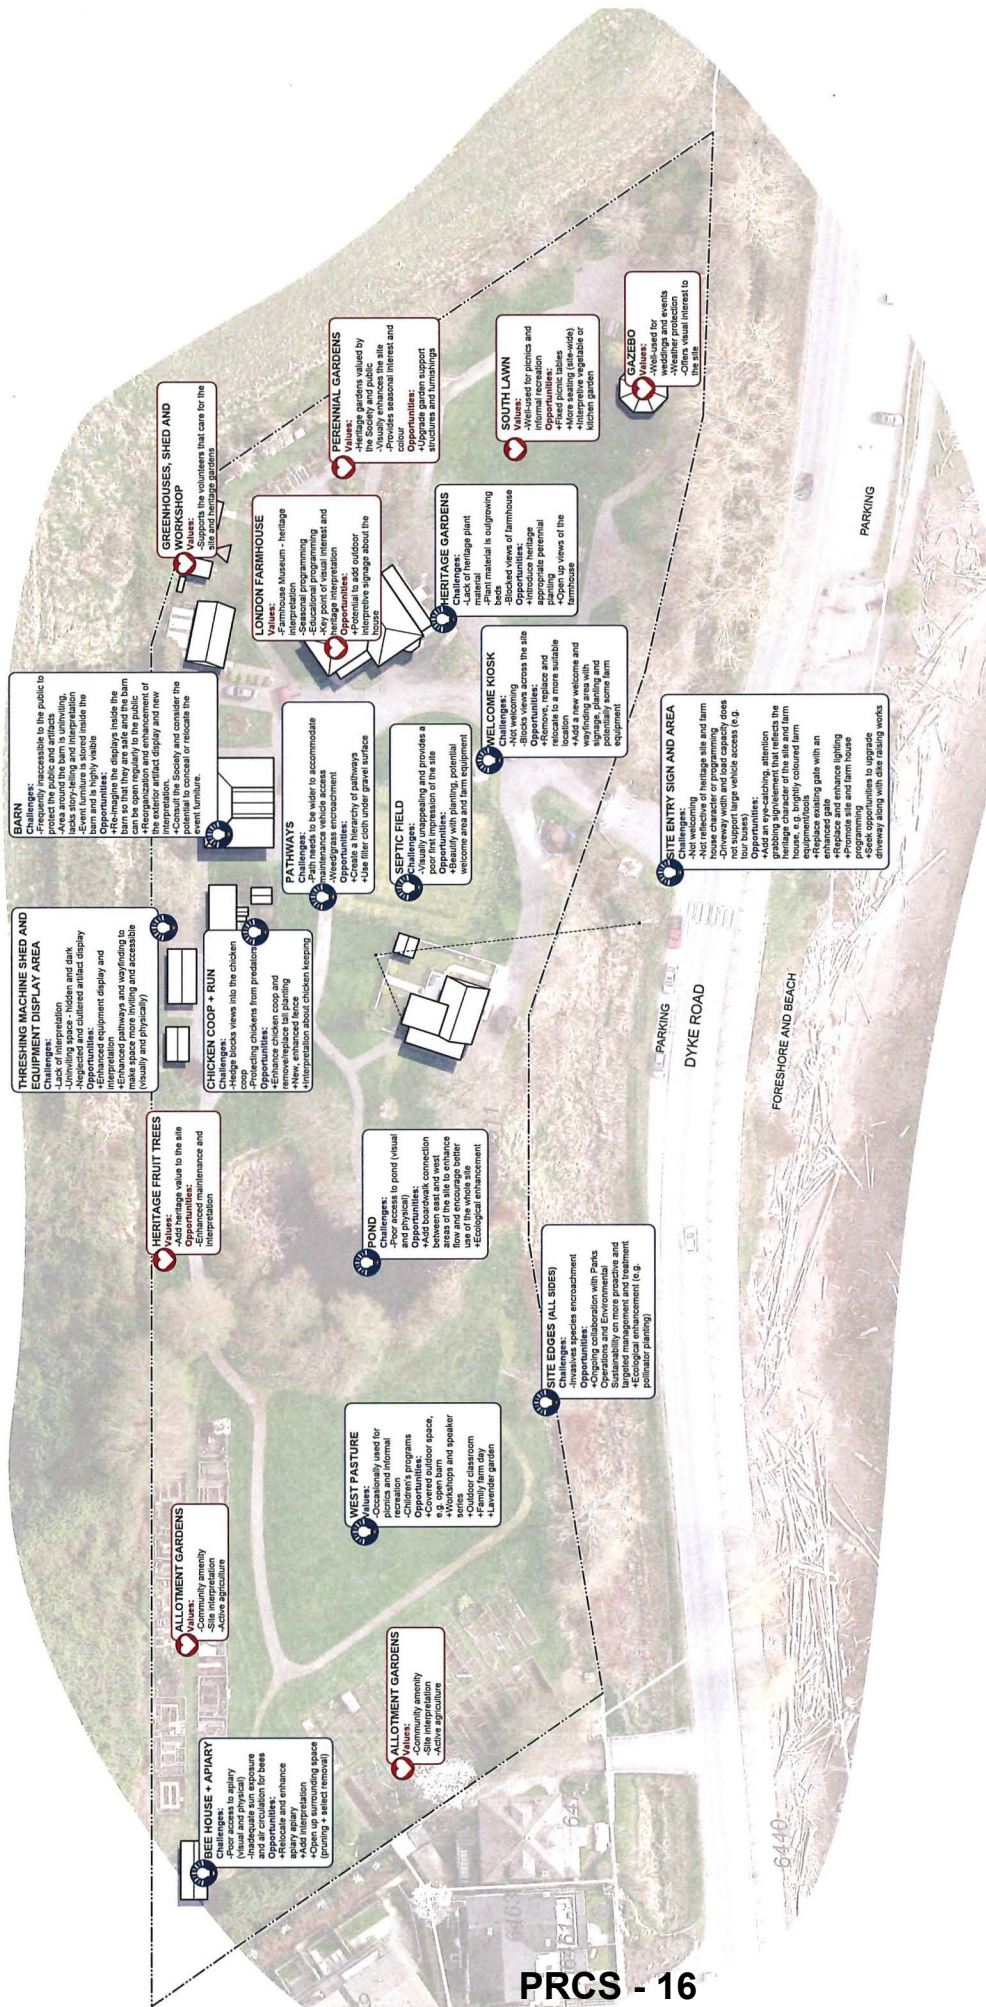 BEE HOUSE + APIARY
Challenges:
-Poor access to apiary
(visual and physical)
-Inadequate sun exposure
and air circulation for bees
Opportunities:
+Relocate and enhance
apiary apiary
+Add interpretation
+Open up surrounding space
(pruning + select removal)
ALLOTMENT GARDENS
Values:
-Community amenity
-Site interpretation
-Active agriculture
HERITAGE FRUIT TREES
Values:
-Add heritage value to the site
Opportunities:
-Enhanced maintenance and
interpretation
THRESHING MACHINE SHED AND
EQUIPMENT DISPLAY AREA
Challenges:
-Lack of interpretation
-Uninviting space - hidden and dark
-Neglected and cluttered artifact display
Opportunities:
+Enhanced equipment display and
interpretation
+Enhanced pathways and wayfinding to
make space more inviting and accessible
(visually and physically)
BARN
Challenges:
-Frequently inaccessible to the public to
protect the public and artifacts
-Area around the barn is uninviting,
lacks story-telling and interpretation
-Event furniture is stored inside the
barn and is highly visible
Opportunities:
+Re-imagine the displays inside the
barn so that they are safe and the barn
can be open regularly to the public
+Reorganization and enhancement of
the exterior artifact display and new
interpretation.
+Consult the Society and consider the
potential to conceal or relocate the
event furniture.
GREENHOUSES, SHED AND
WORKSHOP
Values:
-Supports the volunteers that care for the
site and heritage gardens
CHICKEN COOP + RUN
Challenges:
-Hedge blocks views into the chicken
coop
-Protecting chickens from predators
Opportunities:
+Enhance chicken coop and
remove/replace tall planting
+New, enhanced fence
+Interpretation about chicken keeping
PATHWAYS
Challenges:
-Path needs to be wider to accommodate
maintenance vehicle access
-Weed/grass encroachment
Opportunities:
+Create a hierarchy of pathways
+Use filter cloth under gravel surface
LONDON FARMHOUSE
Values:
-Farmhouse Museum - heritage
interpretation
-Seasonal programming
-Educational programming
-Key point of visual interest and
heritage interpretation
Opportunities:
+Potential to add outdoor
interpretive signage about the
house
PERENNIAL GARDENS
Values:
-Heritage gardens valued by
the Society and public
-Visually enhances the site
-Provides seasonal interest and
colour
Opportunities:
+Upgrade garden support
structures and furnishings
ALLOTMENT GARDENS
Values:
-Community amenity
-Site interpretation
-Active agriculture
WEST PASTURE
Values:
-Occasionally used for
picnics and informal
recreation
-Children's programs
Opportunities:
+Covered outdoor space,
e.g. open barn
+Workshops and speaker
series
+Outdoor classroom
+Family farm day
+Lavender garden
POND
Challenges:
-Poor access to pond (visual
and physical)
Opportunities:
+Add boardwalk connection
between east and west
areas of the site to enhance
flow and encourage better
use of the whole site
+Ecological enhancement
SEPTIC FIELD
Challenges:
-Visually unappealing and provides a
poor first impression of the site
Opportunities:
+Beautify with planting, potential
welcome area and farm equipment
HERITAGE GARDENS
Challenges:
-Lack of heritage plant
material
-Plant material is outgrowing
beds
-Blocked views of farmhouse
Opportunities:
+Introduce heritage
appropriate perennial
planting
+Open up views of the
farmhouse
SOUTH LAWN
Values:
-Well-used for picnics and
informal recreation
Opportunities:
+Fixed picnic tables
+More seating (site-wide)
+Interpretive vegetable or
kitchen garden
WELCOME KIOSK
Challenges:
-Not welcoming
-Blocks views across the site
Opportunities:
+Remove, replace and
relocate to a more suitable
location
+Add a new welcome and
wayfinding area with
signage, planting and
potentially some farm
equipment
GAZEBO
Values:
-Well-used for
weddings and events
-Weather protection
-Offers visual interest to
the site
SITE EDGES (ALL SIDES)
Challenges:
-Invasives species encroachment
Opportunities:
+Ongoing collaboration with Parks
Operations and Environmental
Sustainability on more proactive and
targeted management and treatment
+Ecological enhancement (e.g.
pollinator planting)
SITE ENTRY SIGN AND AREA
Challenges:
-Not welcoming
-Not reflective of heritage site and farm
house character or programming
-Driveway width and load capacity does
not support large vehicle access (e.g.
tour buses)
Opportunities:
+Add an eye-catching, attention
grabbing sign/element that reflects the
heritage character of the site and farm
house, e.g. brightly coloured farm
equipment/tools
+Replace existing gate with an
enhanced gate
+Replace and enhance lighting
+Promote site and farm house
programming
+Seek opportunities to upgrade
driveway along with dike raising works
PARKING
DYKE ROAD
PARKING
FORESHORE AND BEACH
6440
PRCS - 16